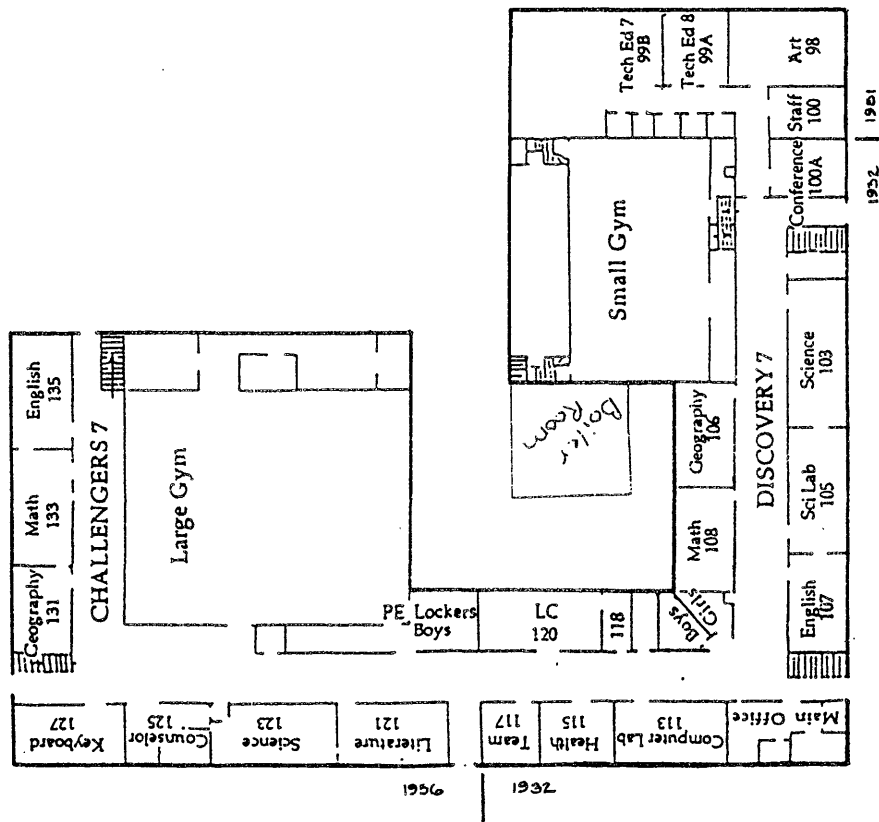 Tech Ed 7
99B
Tech Ed 8
99A
Art
98
Staff
100
1981
1932
Conference
100A
Small Gym
English
135
Math
133
Geography
131
CHALLENGERS 7
Large Gym
Boiler
Room
Geography
106
Math
108
DISCOVERY 7
Science
103
Sci Lab
105
English
107
PE Lockers
Boys
LC
120
118
Boys
Girls
Keyboard
127
Counselor
125
Science
123
Literature
121
Team
117
Health
115
Computer Lab
113
Main Office
1956
1932